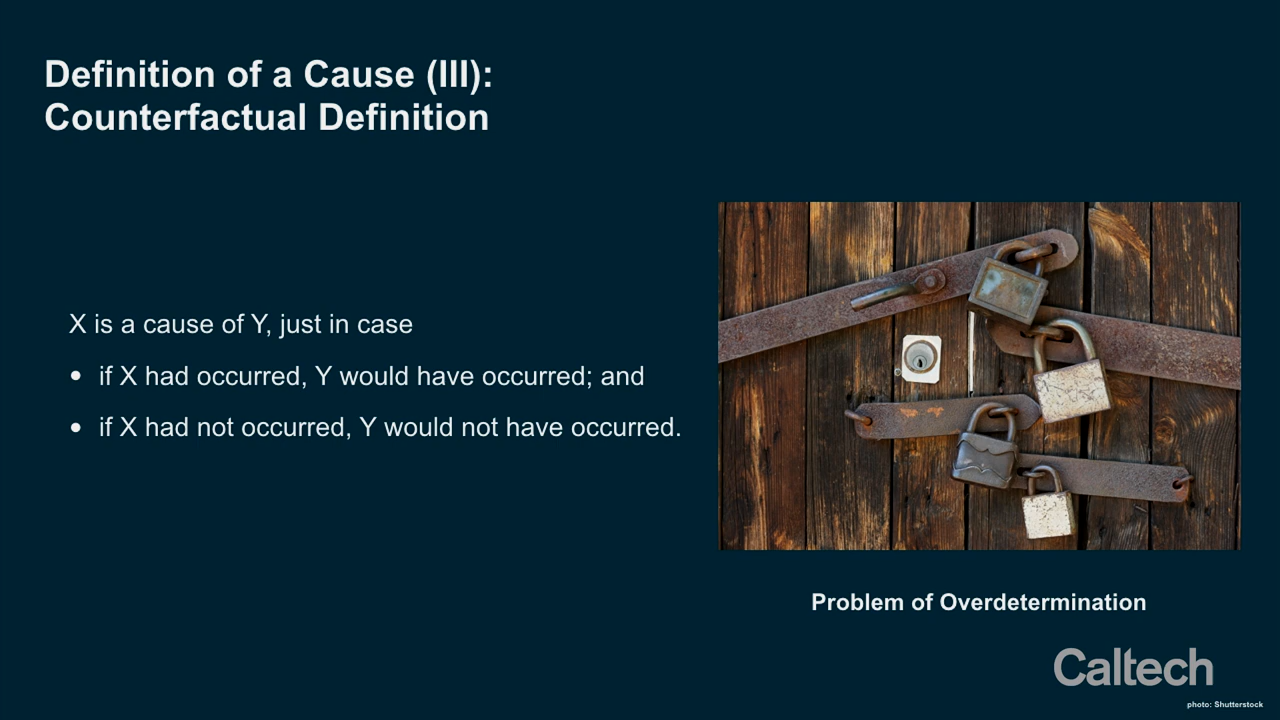 Definition of a Cause (III):
Counterfactual Definition
X is a cause of Y, just in case
• if X had occurred, Y would have occurred; and
• if X had not occurred, Y would not have occurred.
Problem of Overdetermination
Caltech
photo: Shutterstock